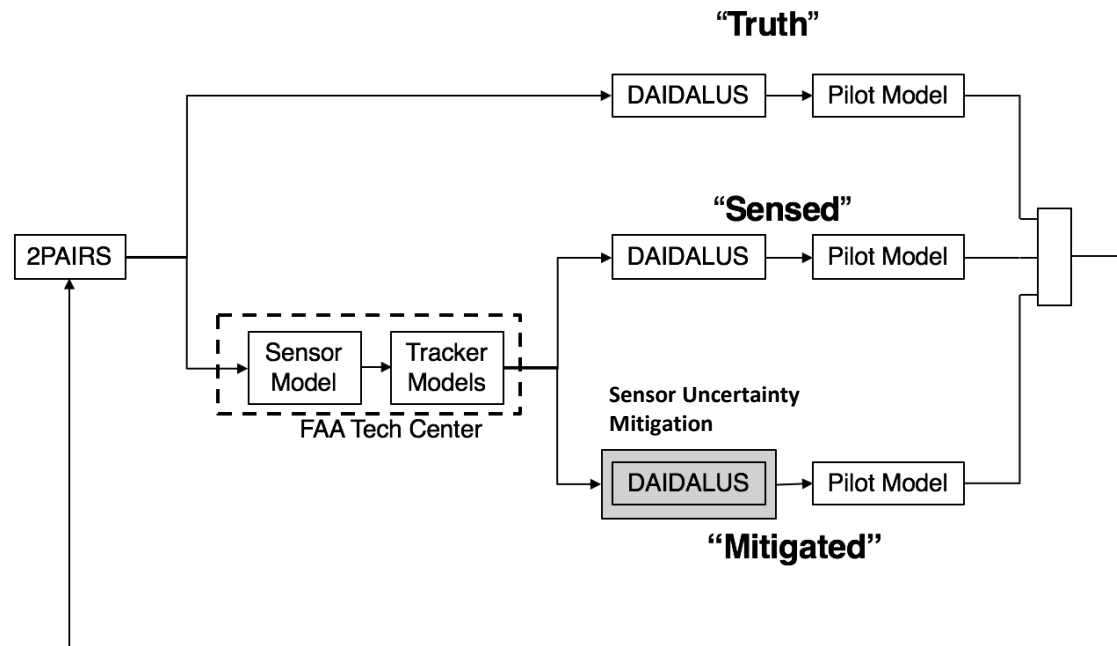 “Truth”
DAIDALUS
Pilot Model
“Sensed”
2PAIRS
DAIDALUS
Pilot Model
Sensor
Model
Tracker
Models
FAA Tech Center
Sensor Uncertainty
Mitigation
DAIDALUS
Pilot Model
“Mitigated”